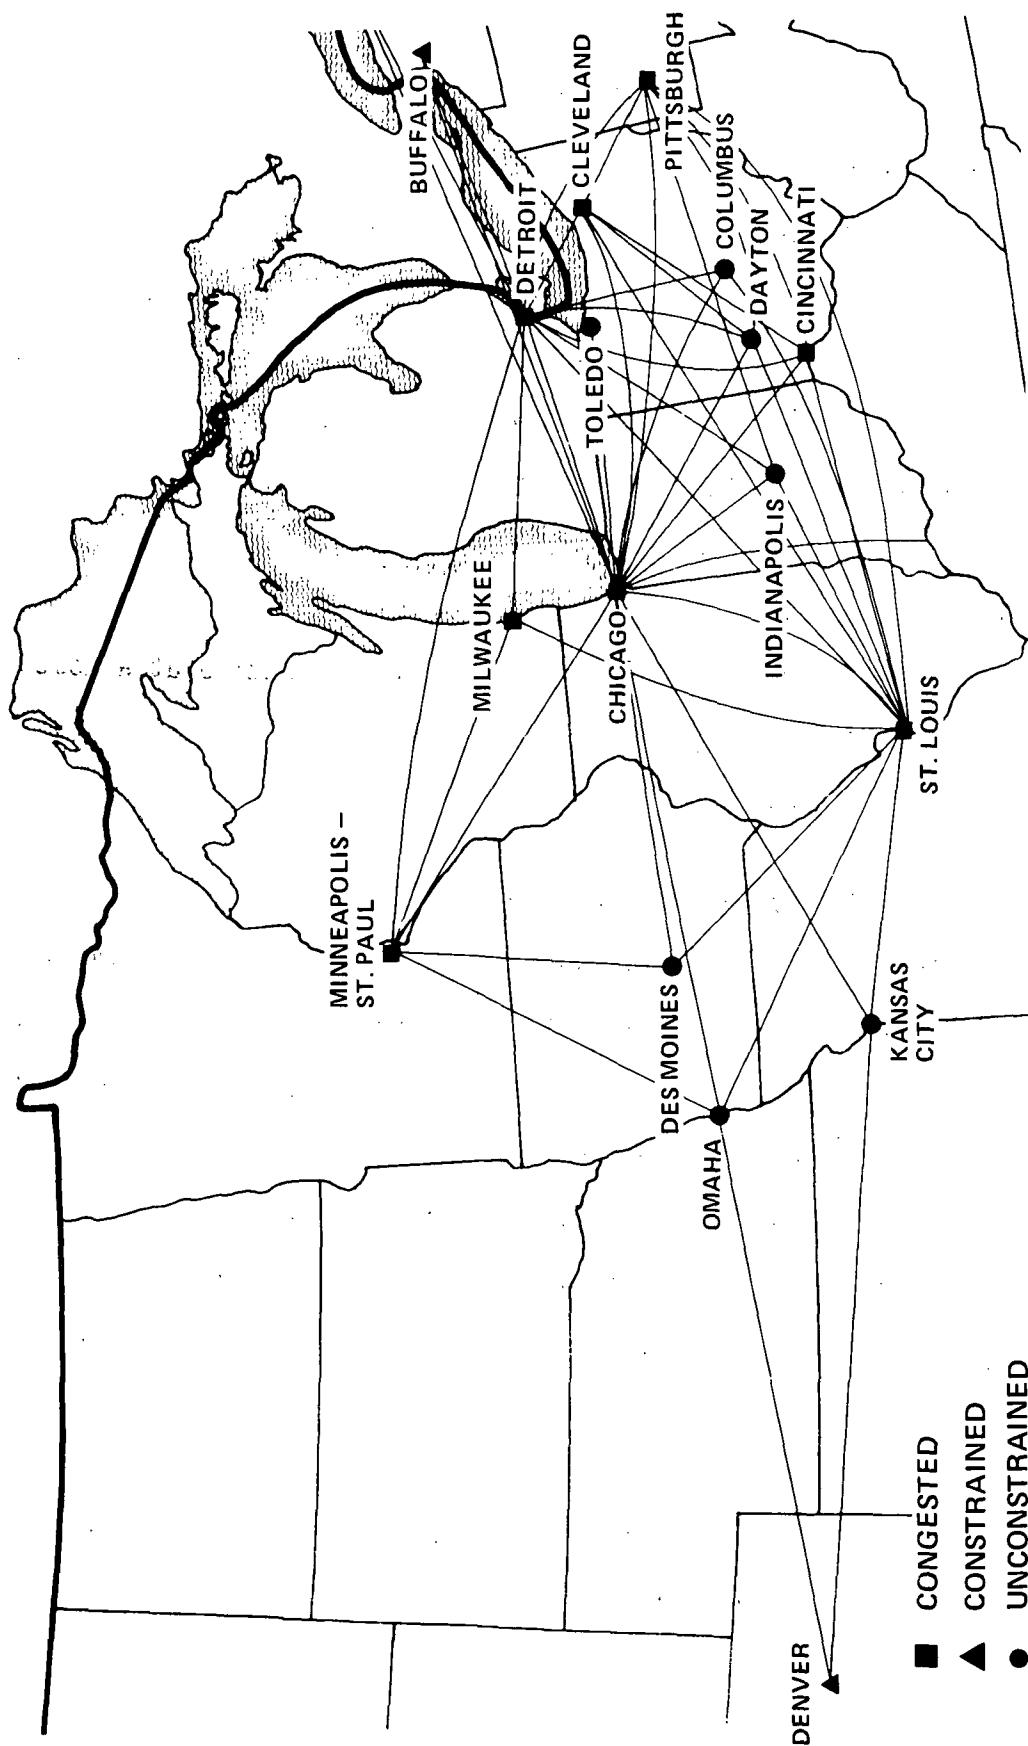 MINNEAPOLIS –
ST. PAUL
MILWAUKEE
BUFFALO
DETROIT
CLEVELAND
PITTSBURGH
TOLEDO
CHICAGO
COLUMBUS
DAYTON
CINCINNATI
INDIANAPOLIS
DES MOINES
OMAHA
ST. LOUIS
KANSAS
CITY
DENVER
CONGESTED
CONSTRAINED
UNCONSTRAINED